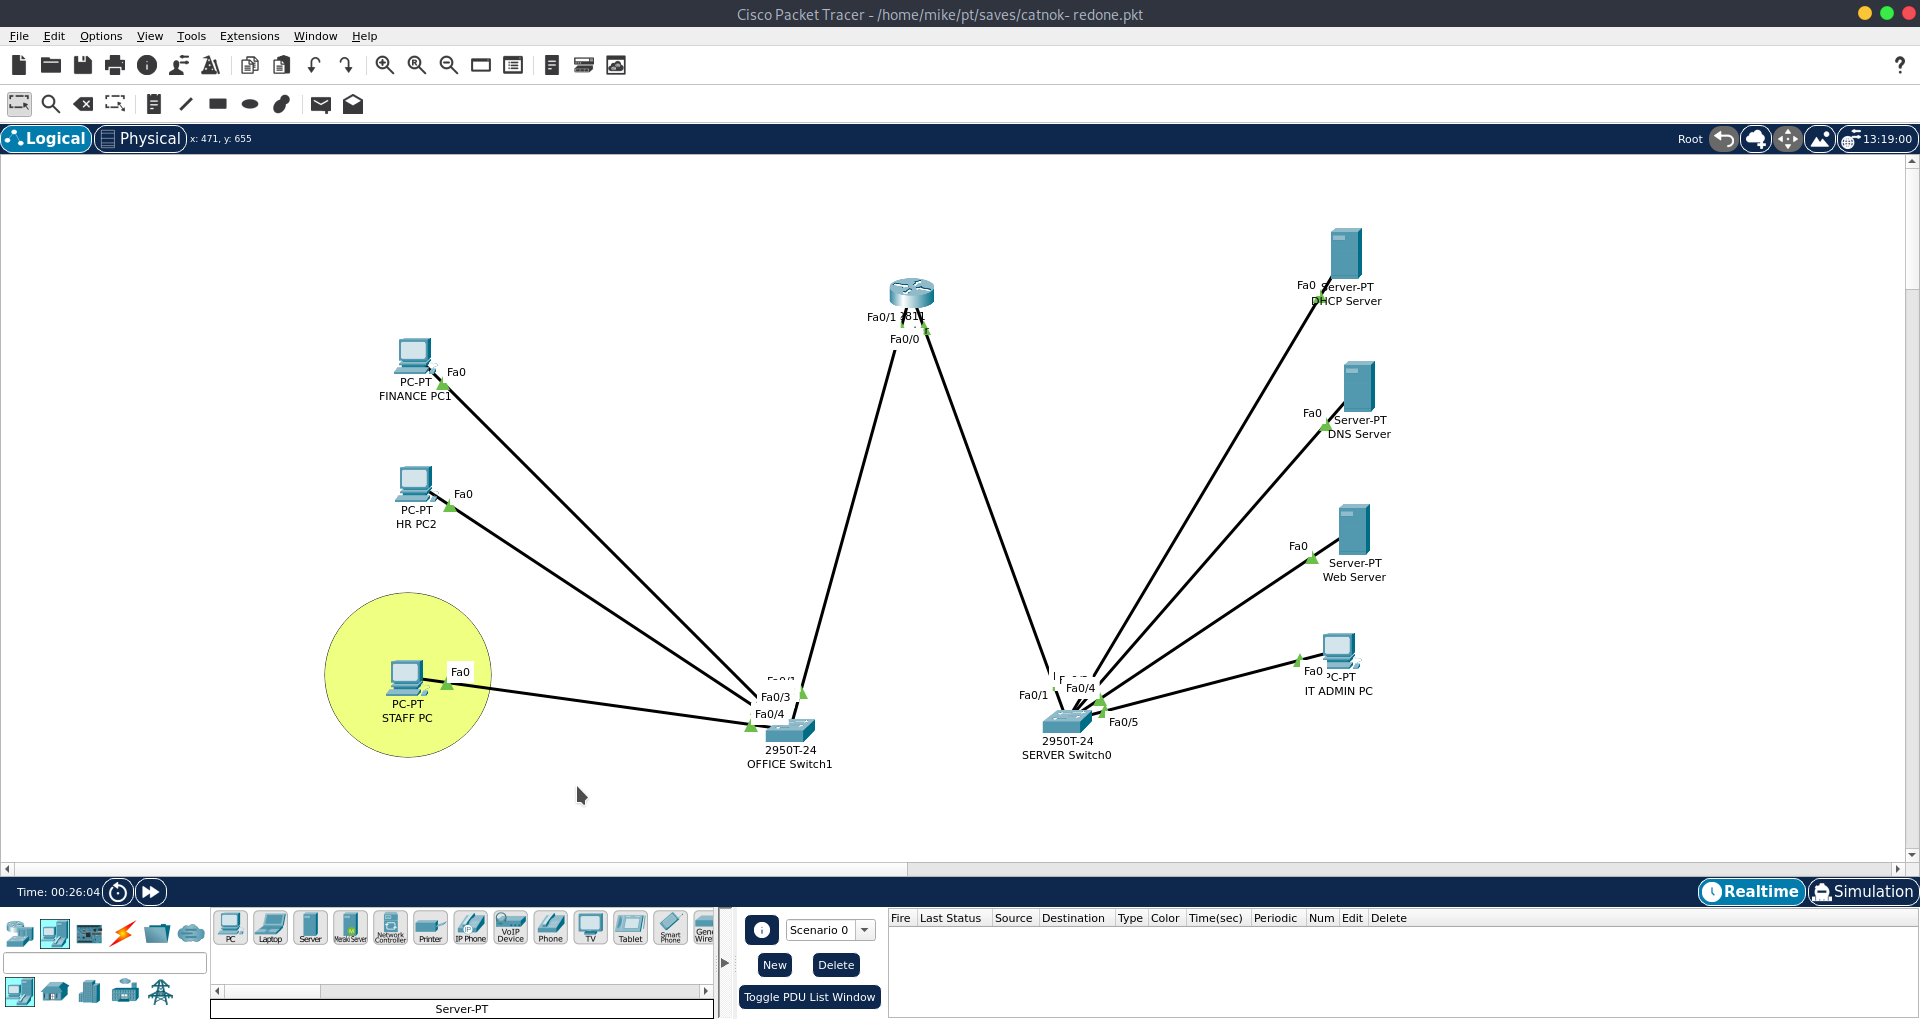 Cisco Packet Tracer - /home/mike/pt/saves/catnok- redone.pkt
File Edit Options View Tools Extensions Window Help
?
Logical Physical x: 471, y: 655 Root 13:19:00
Server-PT
DHCP Server
Fa0
Fa0/1
Fa0/0
PC-PT
FINANCE PC1
Fa0
Server-PT
DNS Server
Fa0
PC-PT
HR PC2
Fa0
Server-PT
Web Server
Fa0
PC-PT
STAFF PC
Fa0
PC-PT
IT ADMIN PC
Fa0
Fa0/3
Fa0/4
2950T-24
OFFICE Switch1
Fa0/1
Fa0/4
Fa0/5
2950T-24
SERVER Switch0
Time: 00:26:04 Realtime Simulation
PC Laptop Server Meraki Server Network Controller Printer IP Phone VoIP Device Phone TV Tablet Smart Phone
Server-PT
Scenario 0
New Delete
Toggle PDU List Window
Fire Last Status Source Destination Type Color Time(sec) Periodic Num Edit Delete